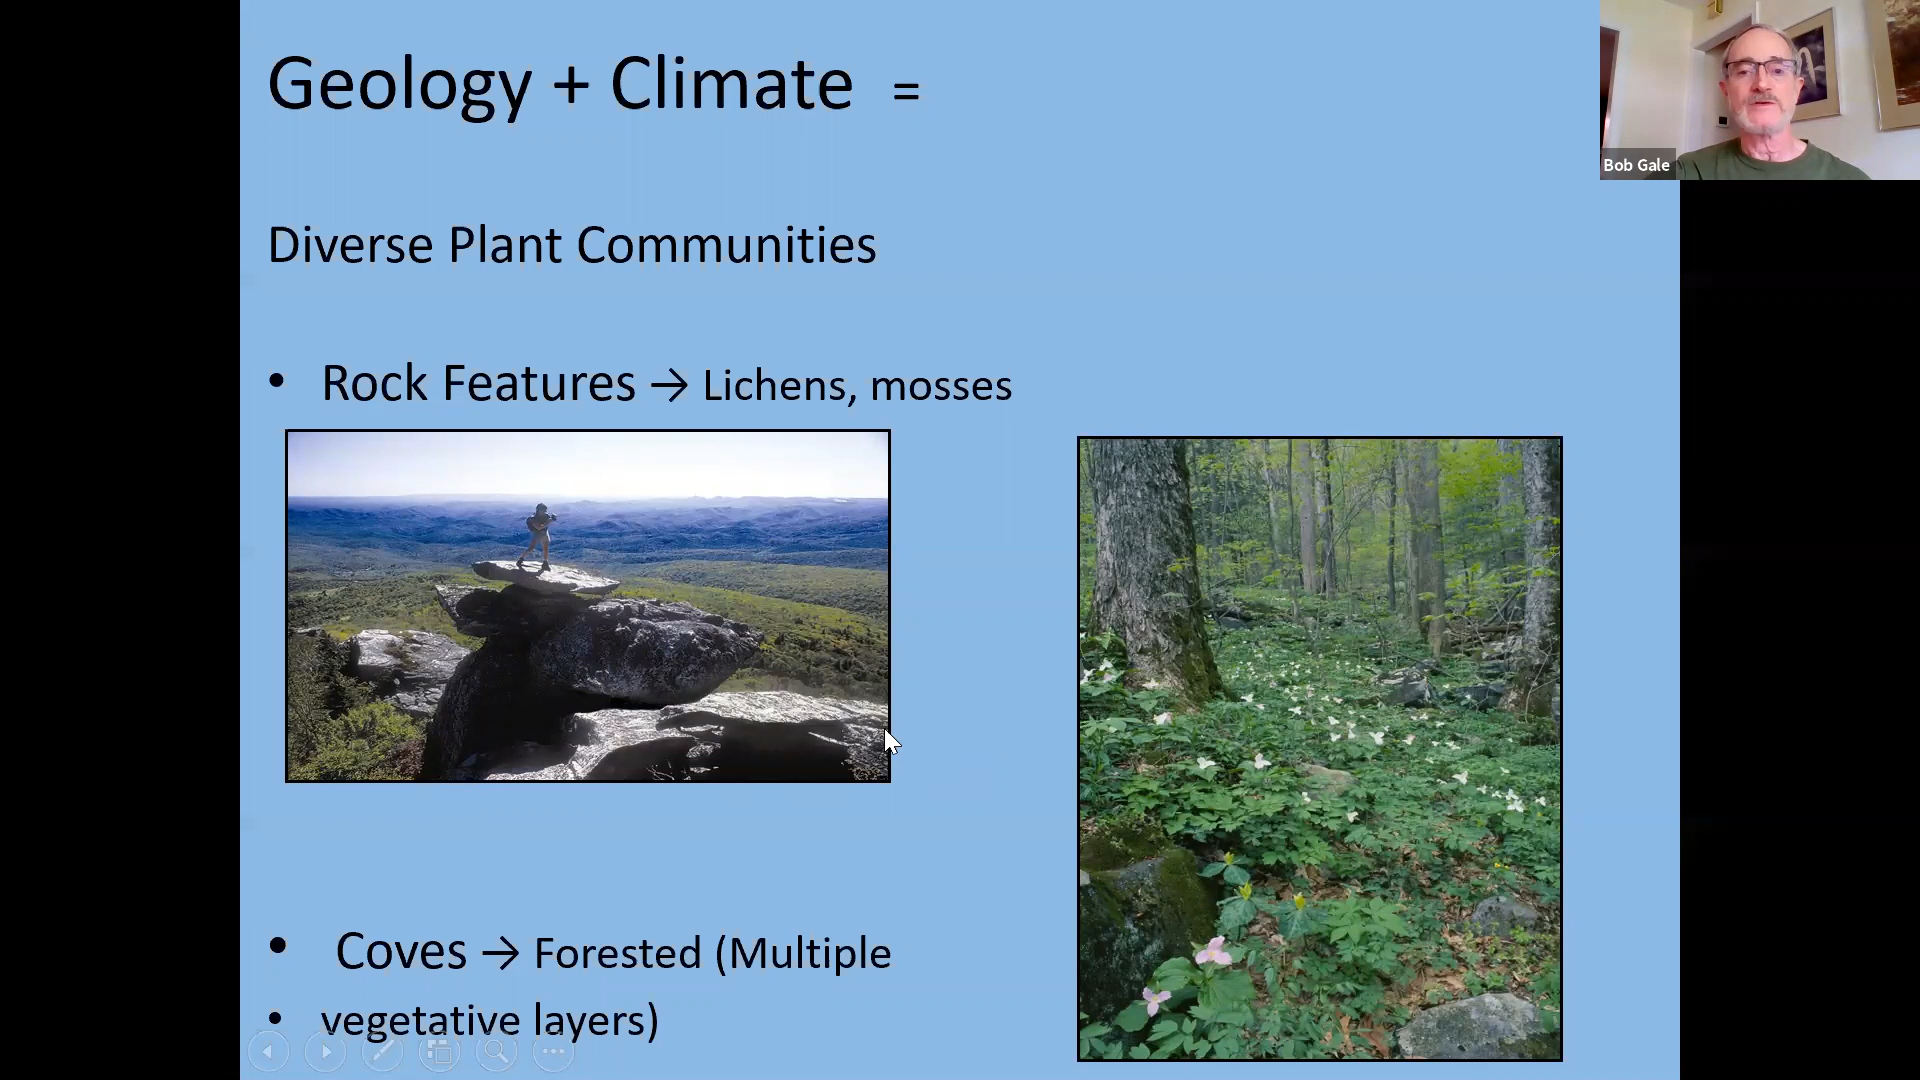 Geology + Climate =
Bob Gale
Diverse Plant Communities
• Rock Features → Lichens, mosses
• Coves → Forested (Multiple
• vegetative layers)